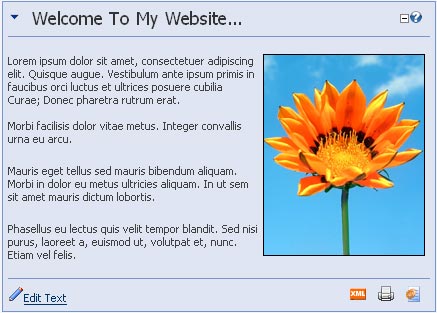 Welcome To My Website...
Lorem ipsum dolor sit amet, consectetuer adipiscing
elit. Quisque augue. Vestibulum ante ipsum primis in
faucibus orci luctus et ultrices posuere cubilia
Curae; Donec pharetra rutrum erat.
Morbi facilisis dolor vitae metus. Integer convallis
urna eu arcu.
Mauris eget tellus sed mauris bibendum aliquam.
Morbi in dolor eu metus ultricies aliquam. In ut sem
sit amet mauris dictum lobortis.
Phasellus eu lectus quis velit tempor blandit. Sed nisi
purus, laoreet a, euismod ut, volutpat et, nunc.
Etiam vel felis.
Edit Text
XML